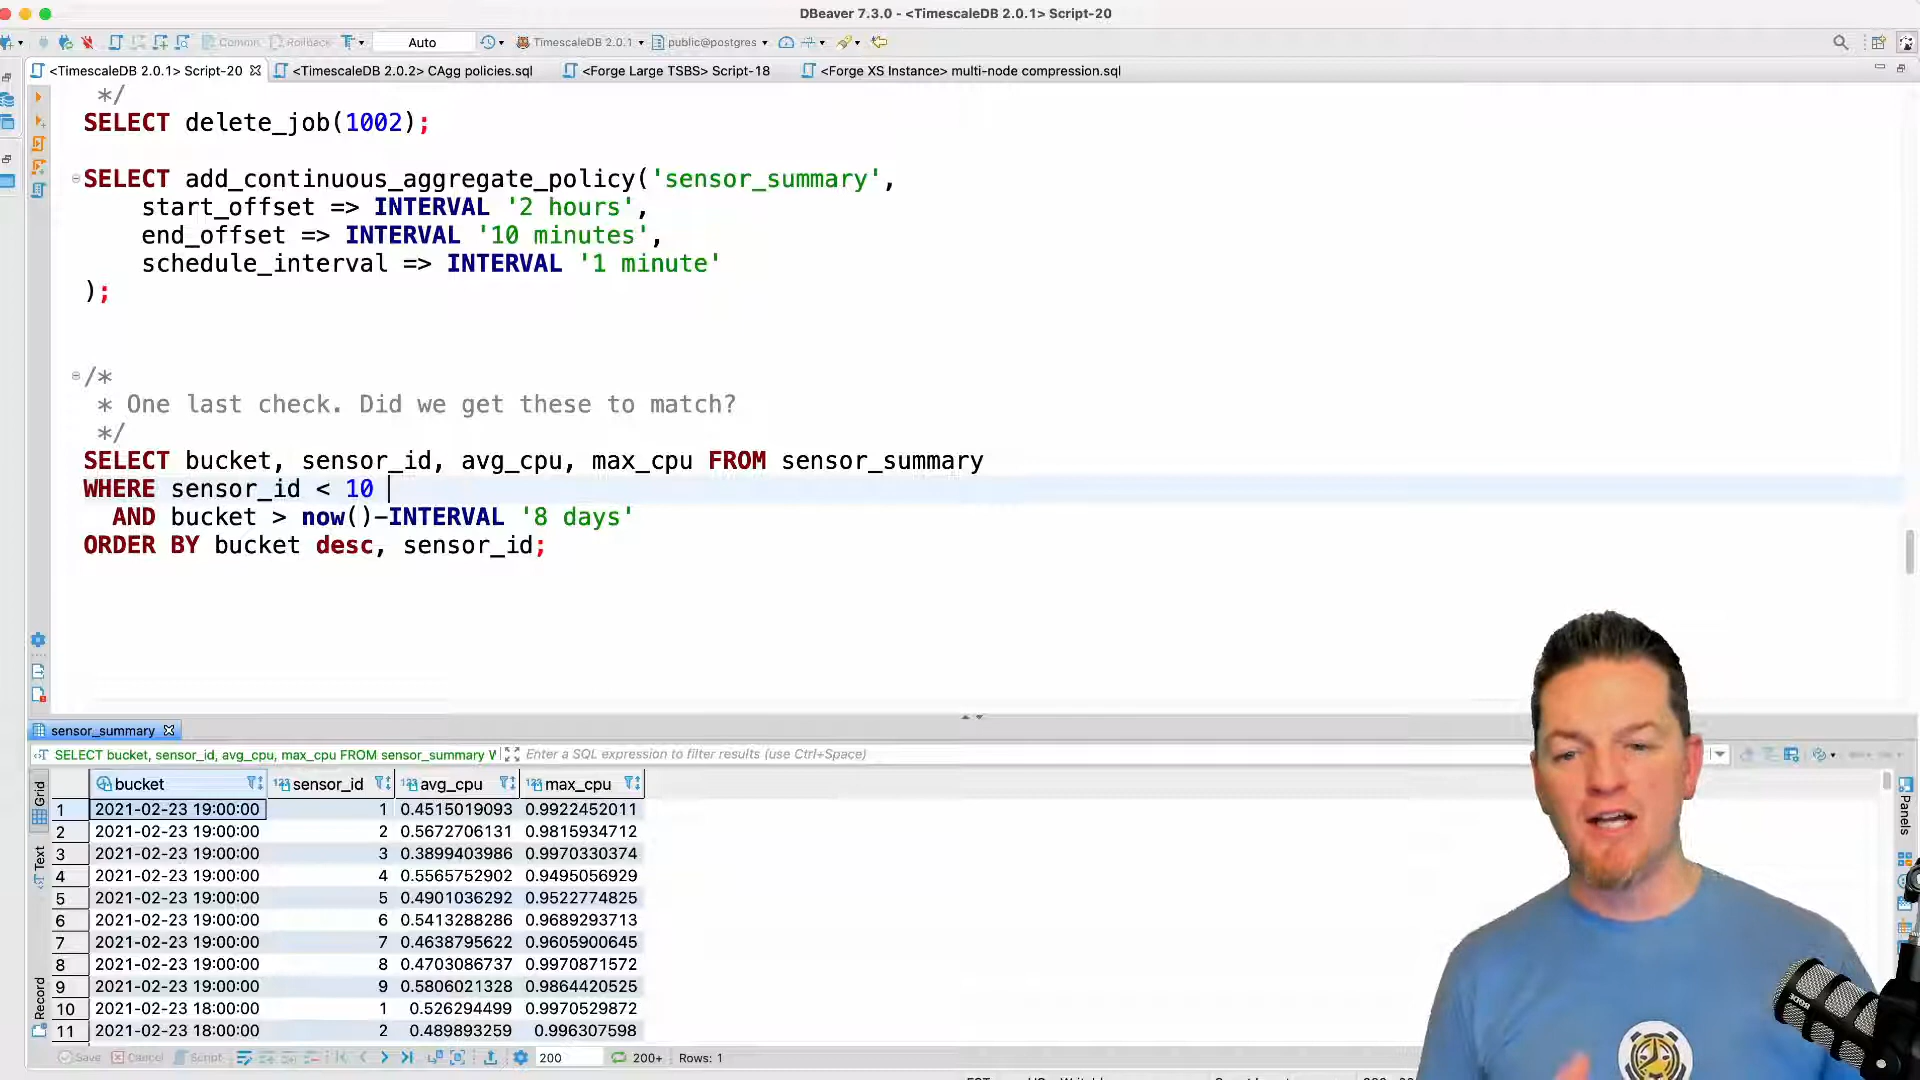 DBeaver 7.3.0 - <TimescaleDB 2.0.1> Script-20
Commit Rollback Auto TimescaleDB 2.0.1 public@postgres
<TimescaleDB 2.0.1> Script-20 <TimescaleDB 2.0.2> CAgg policies.sql <Forge Large TSBS> Script-18 <Forge XS Instance> multi-node compression.sql
*/
SELECT delete_job(1002);
SELECT add_continuous_aggregate_policy('sensor_summary',
start_offset => INTERVAL '2 hours',
end_offset => INTERVAL '10 minutes',
schedule_interval => INTERVAL '1 minute'
);
/*
* One last check. Did we get these to match?
*/
SELECT bucket, sensor_id, avg_cpu, max_cpu FROM sensor_summary
WHERE sensor_id < 10
AND bucket > now()-INTERVAL '8 days'
ORDER BY bucket desc, sensor_id;
sensor_summary
SELECT bucket, sensor_id, avg_cpu, max_cpu FROM sensor_summary W Enter a SQL expression to filter results (use Ctrl+Space)
Grid
Text
Record
Panels
bucket 123 sensor_id 123 avg_cpu 123 max_cpu
1 2021-02-23 19:00:00 1 0.4515019093 0.9922452011
2 2021-02-23 19:00:00 2 0.5672706131 0.9815934712
3 2021-02-23 19:00:00 3 0.3899403986 0.9970330374
4 2021-02-23 19:00:00 4 0.5565752902 0.9495056929
5 2021-02-23 19:00:00 5 0.4901036292 0.9522774825
6 2021-02-23 19:00:00 6 0.5413288286 0.9689293713
7 2021-02-23 19:00:00 7 0.4638795622 0.9605900645
8 2021-02-23 19:00:00 8 0.4703086737 0.9970871572
9 2021-02-23 19:00:00 9 0.5806021328 0.9864420525
10 2021-02-23 18:00:00 1 0.526294499 0.9970529872
11 2021-02-23 18:00:00 2 0.489893259 0.996307598
Save Cancel Script 200 200+ Rows: 1
RODE